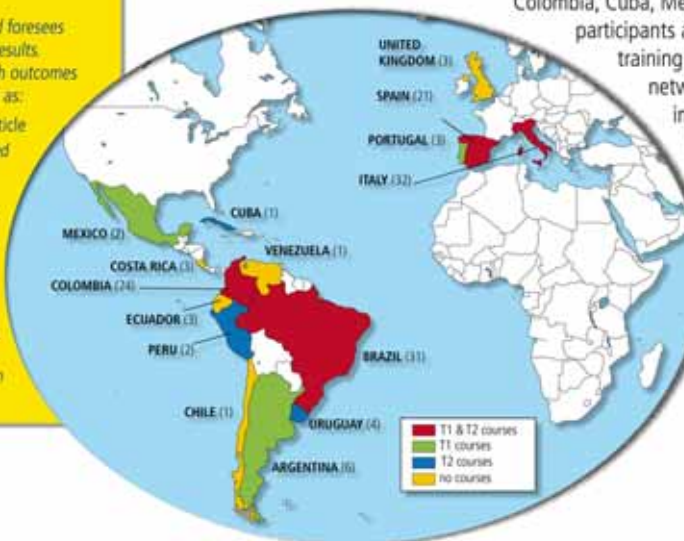 f foresees
esults.
h outcomes
as:
ticle
d
Colombia, Cuba, Me
participants a
training
netw
in
UNITED
KINGDOM (3)
SPAIN (21)
PORTUGAL (3)
ITALY (32)
CUBA (1)
MEXICO (2)
VENEZUELA (1)
COSTA RICA (3)
COLOMBIA (24)
ECUADOR (3)
PERU (2)
BRAZIL (31)
CHILE (1)
URUGUAY (4)
ARGENTINA (6)
T1 & T2 courses
T1 courses
T2 courses
no courses